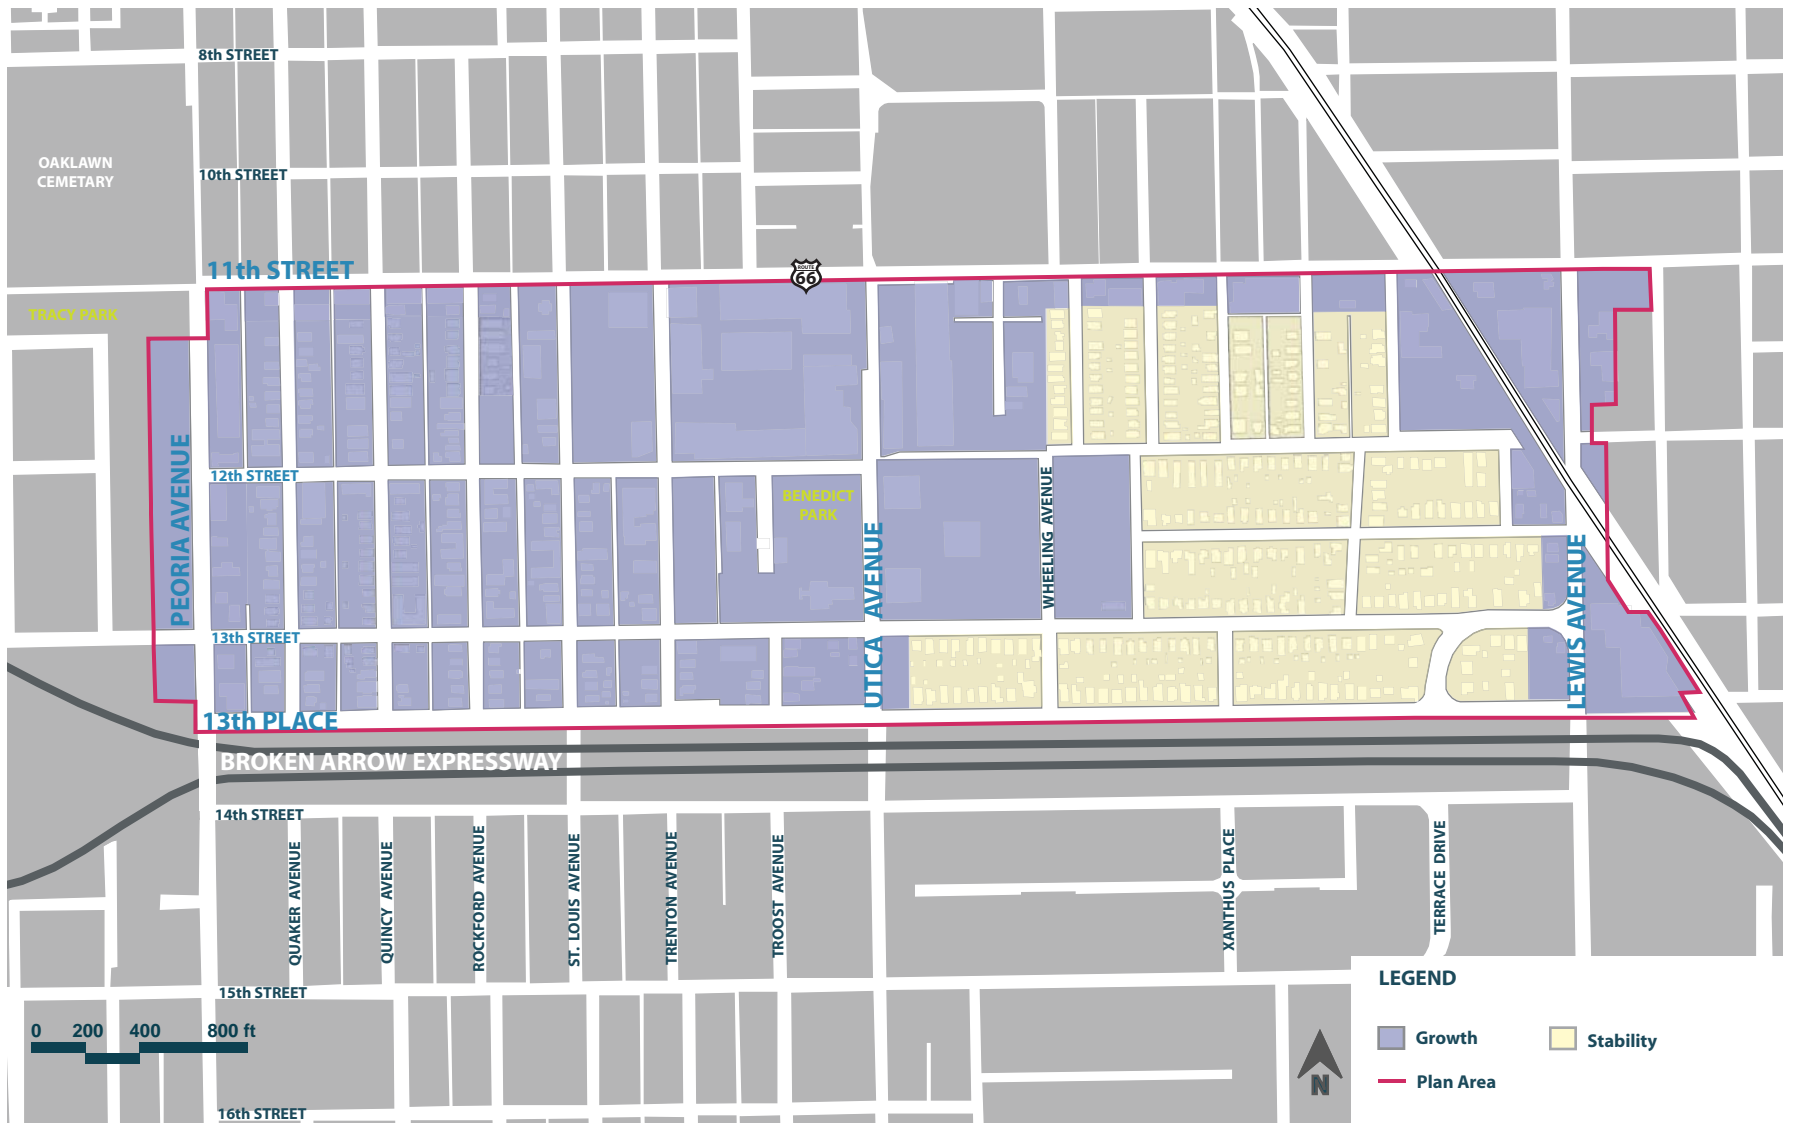 8th STREET
OAKLAWN
CEMETARY
10th STREET
11th STREET
ROUTE
66
TRACY PARK
PEORIA AVENUE
12th STREET
BENEDICT
PARK
UTICA AVENUE
WHEELING AVENUE
LEWIS AVENUE
13th STREET
13th PLACE
BROKEN ARROW EXPRESSWAY
14th STREET
QUAKER AVENUE
QUINCY AVENUE
ROCKFORD AVENUE
ST. LOUIS AVENUE
TRENTON AVENUE
TROOST AVENUE
XANTHUS PLACE
TERRACE DRIVE
15th STREET
0 200 400 800 ft
16th STREET
N
LEGEND
Growth
Stability
Plan Area